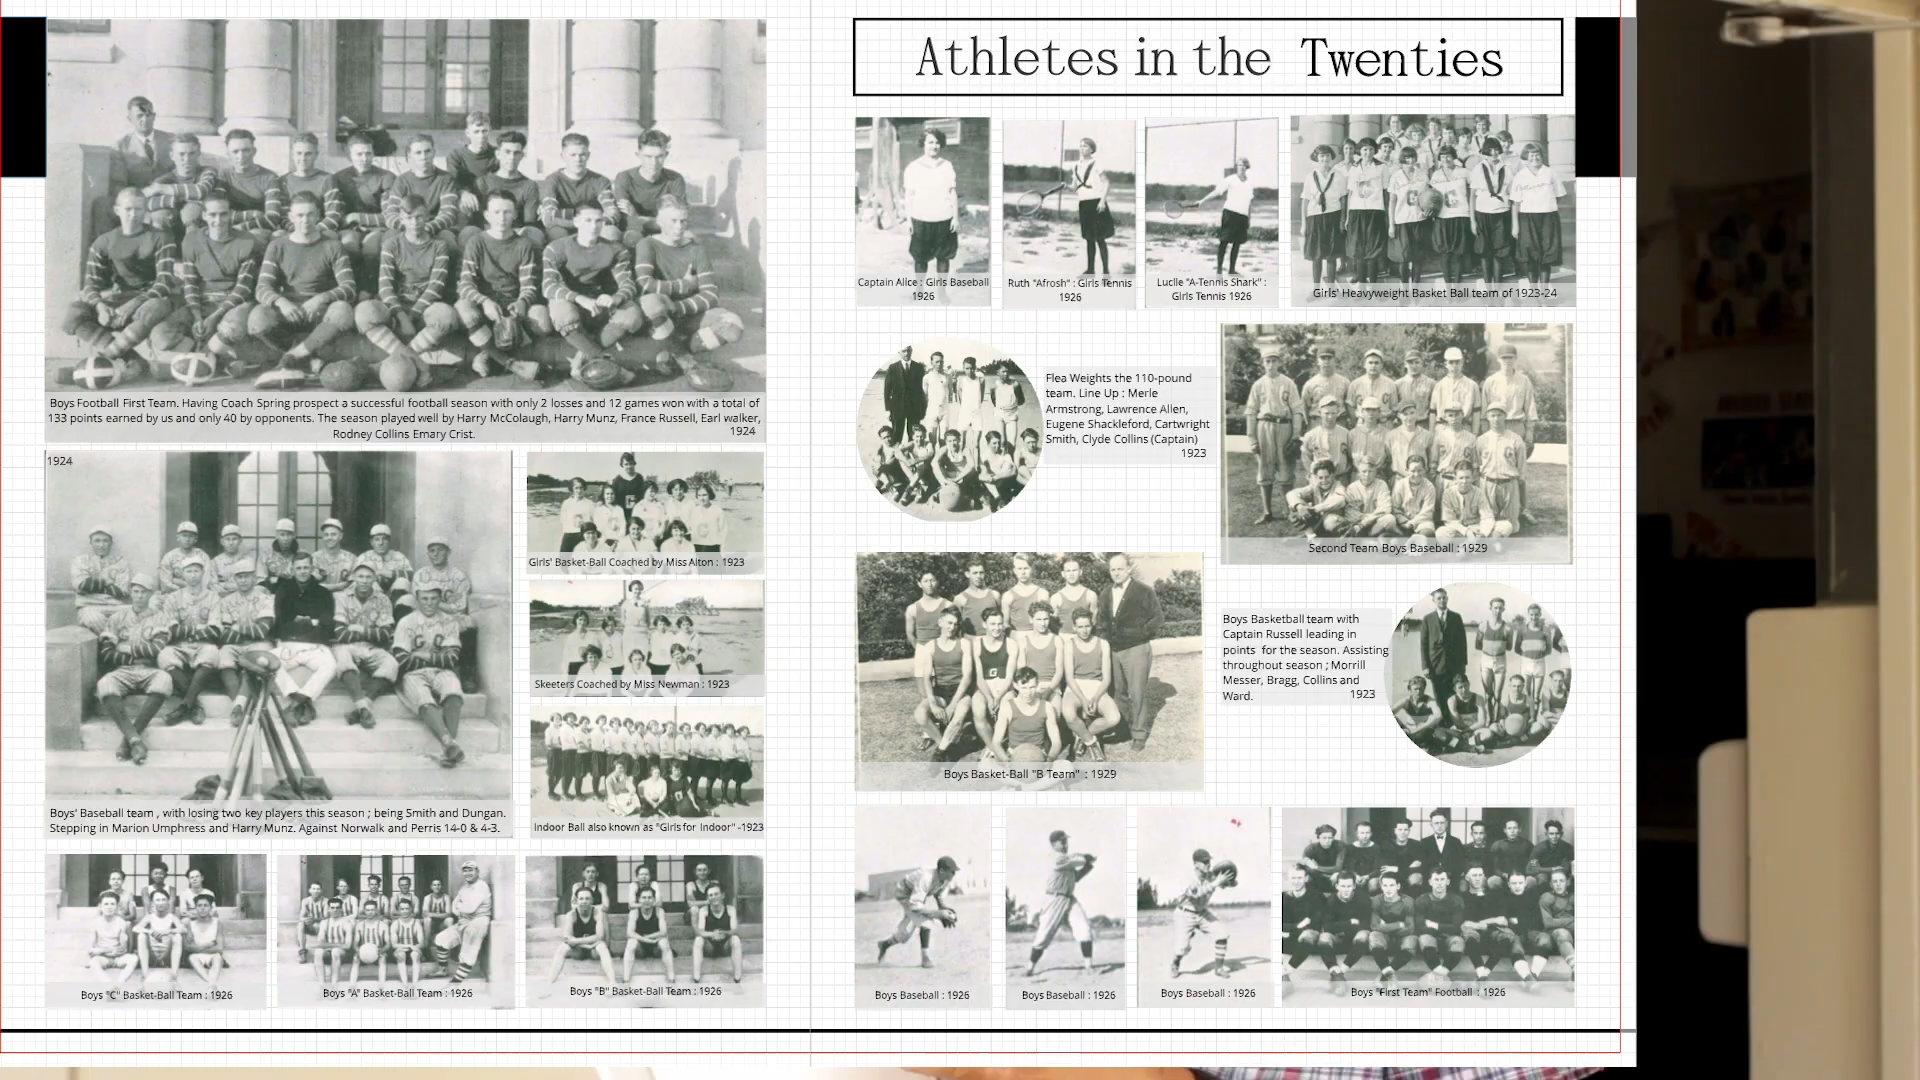 Athletes in the Twenties
Boys Football First Team. Having Coach Spring prospect a successful football season with only 2 losses and 12 games won with a total of
133 points earned by us and only 40 by opponents. The season played well by Harry McColaugh, Harry Munz, France Russell, Earl walker,
Rodney Collins Emary Crist.
1924
1924
Boys' Baseball team , with losing two key players this season ; being Smith and Dungan.
Stepping in Marion Umphress and Harry Munz. Against Norwalk and Perris 14-0 & 4-3.
Girls' Basket-Ball Coached by Miss Alton : 1923
Skeeters Coached by Miss Newman : 1923
Indoor Ball also known as "Girls for Indoor" -1923
Boys "C" Basket-Ball Team : 1926
Boys "A" Basket-Ball Team : 1926
Boys "B" Basket-Ball Team : 1926
Captain Alice : Girls Baseball
1926
Ruth "Afrosh" : Girls Tennis
1926
Luclle "A-Tennis Shark" :
Girls Tennis 1926
Girls' Heavyweight Basket Ball team of 1923-24
Flea Weights the 110-pound
team. Line Up : Merle
Armstrong, Lawrence Allen,
Eugene Shackleford, Cartwright
Smith, Clyde Collins (Captain)
1923
Second Team Boys Baseball : 1929
Boys Basket-Ball "B Team" : 1929
Boys Basketball team with
Captain Russell leading in
points for the season. Assisting
throughout season ; Morrill
Messer, Bragg, Collins and
Ward.
1923
Boys Baseball : 1926
Boys Baseball : 1926
Boys Baseball : 1926
Boys "First Team" Football : 1926